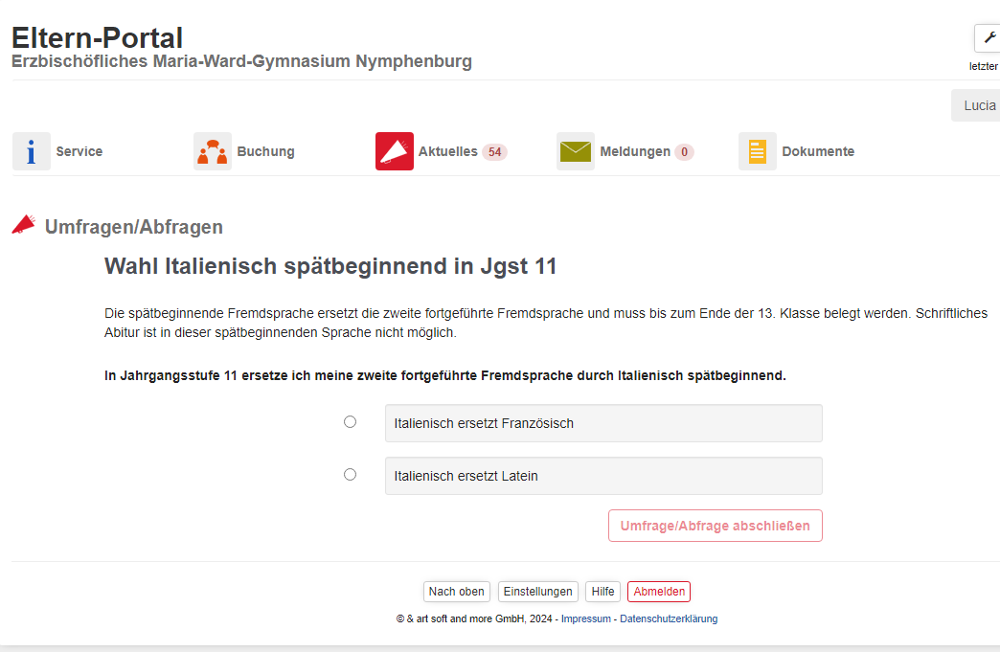 Eltern-Portal
Erzbischöfliches Maria-Ward-Gymnasium Nymphenburg
letzter
Lucia
Service
Buchung
Aktuelles 54
Meldungen 0
Dokumente
Umfragen/Abfragen
Wahl Italienisch spätbeginnend in Jgst 11
Die spätbeginnende Fremdsprache ersetzt die zweite fortgeführte Fremdsprache und muss bis zum Ende der 13. Klasse belegt werden. Schriftliches
Abitur ist in dieser spätbeginnenden Sprache nicht möglich.
In Jahrgangsstufe 11 ersetze ich meine zweite fortgeführte Fremdsprache durch Italienisch spätbeginnend.
Italienisch ersetzt Französisch
Italienisch ersetzt Latein
Umfrage/Abfrage abschließen
Nach oben
Einstellungen
Hilfe
Abmelden
© & art soft and more GmbH, 2024 - Impressum - Datenschutzerklärung